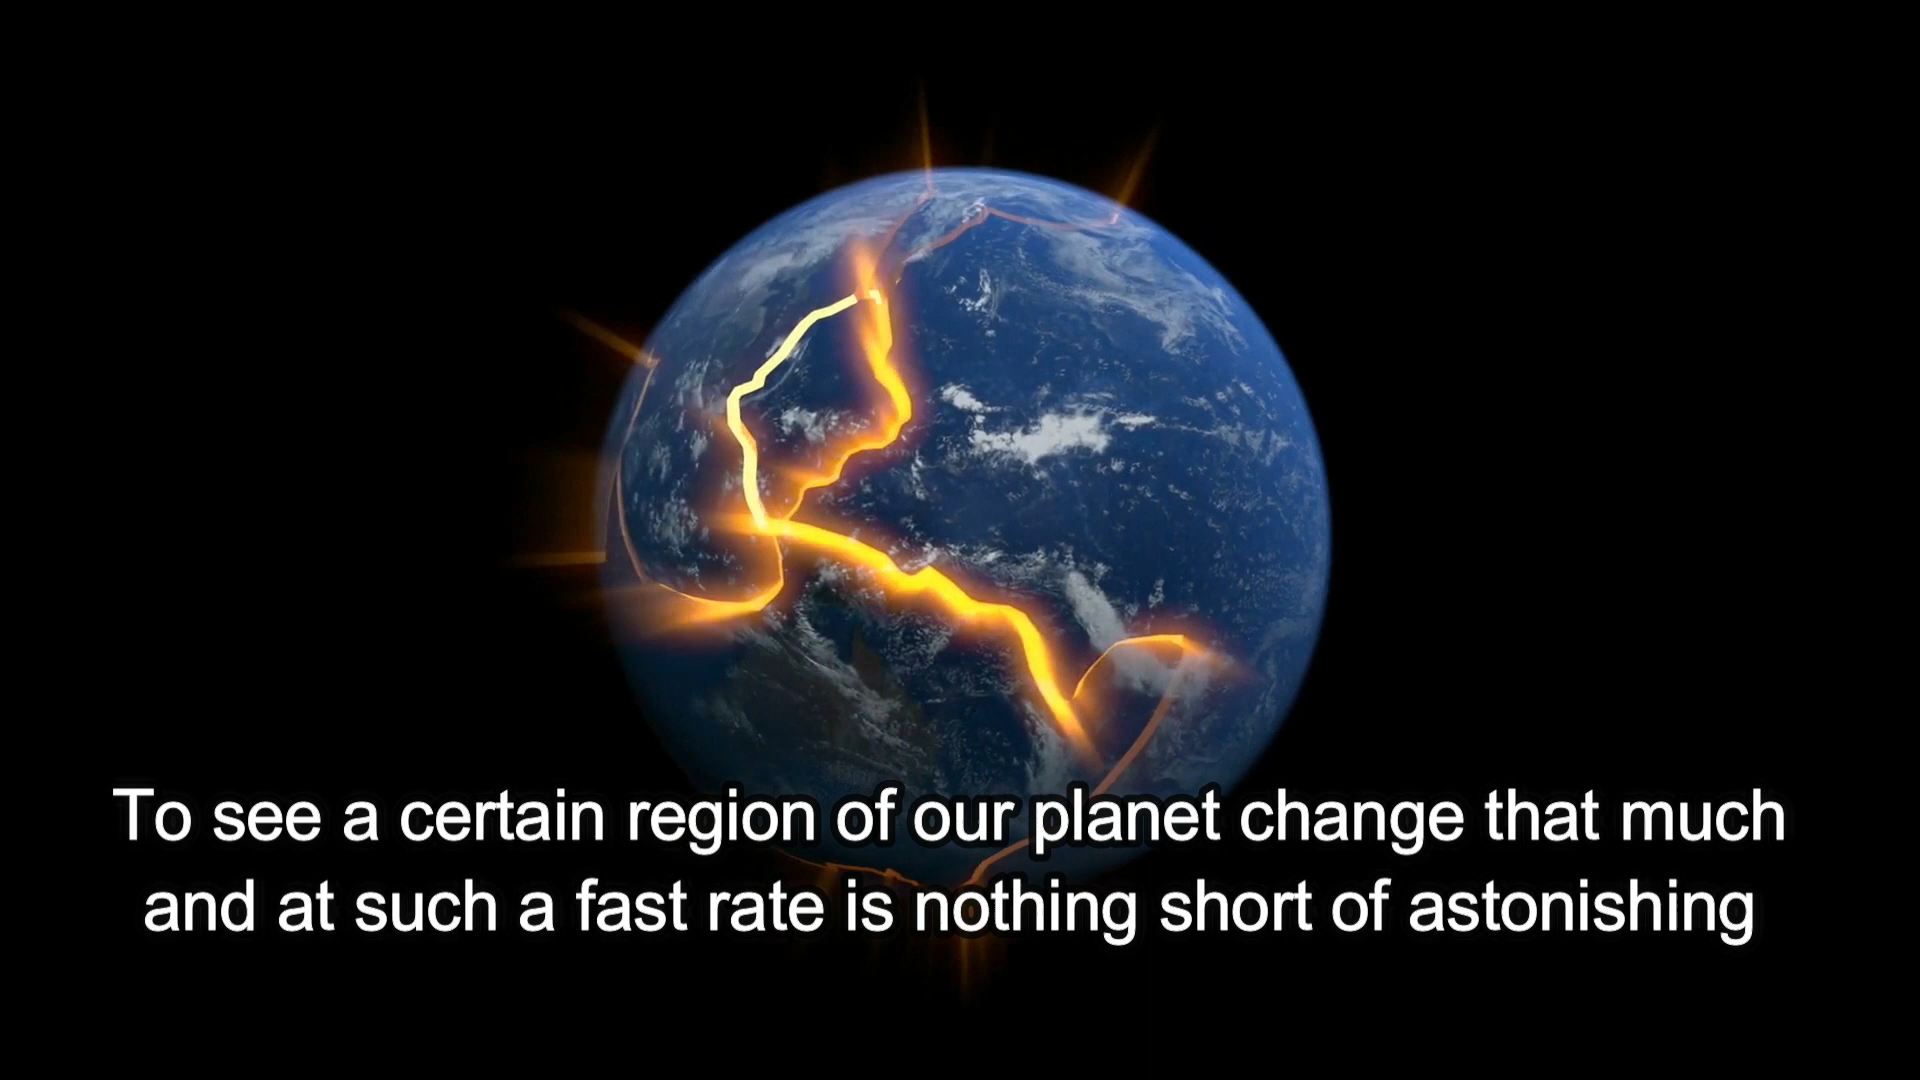 To see a certain region of our planet change that much
and at such a fast rate is nothing short of astonishing